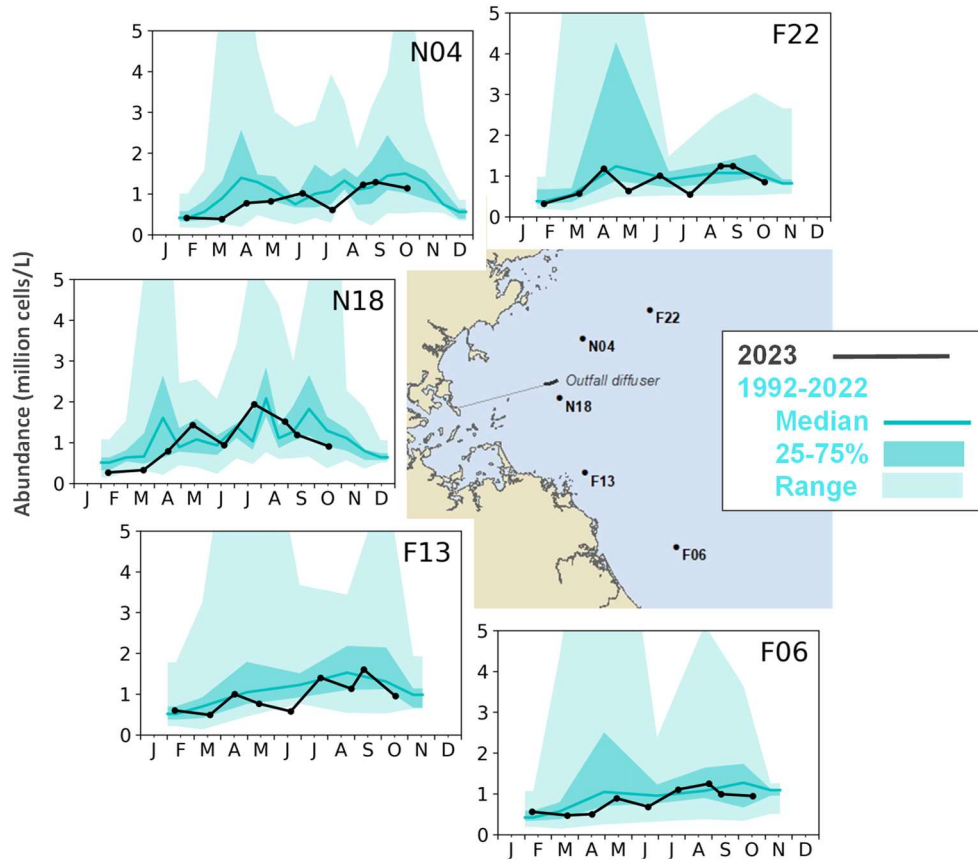 Abundance (million cells/L)
N04
5
4
3
2
1
0
J F M A M J J A S O N D
F22
5
4
3
2
1
0
J F M A M J J A S O N D
N18
5
4
3
2
1
0
J F M A M J J A S O N D
F22
N04
Outfall diffuser
N18
F13
F06
2023
1992-2022
Median
25-75%
Range
F13
5
4
3
2
1
0
J F M A M J J A S O N D
F06
5
4
3
2
1
0
J F M A M J J A S O N D